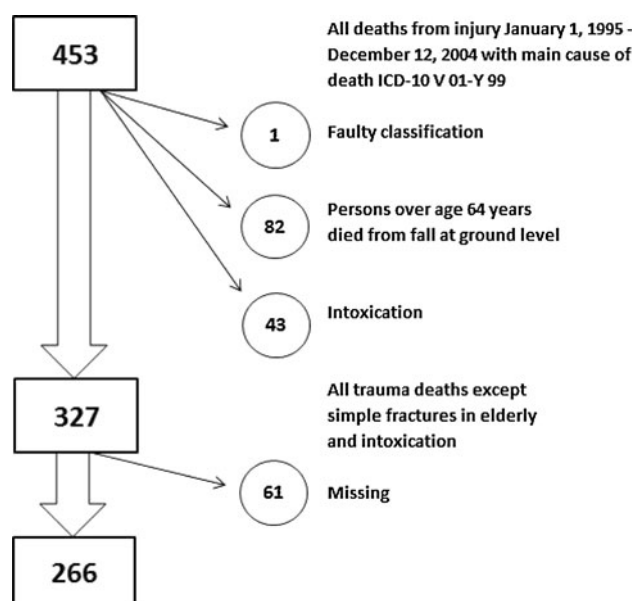 453
All deaths from injury January 1, 1995 -
December 12, 2004 with main cause of
death ICD-10 V 01-Y 99
1
Faulty classification
82
Persons over age 64 years
died from fall at ground level
43
Intoxication
327
All trauma deaths except
simple fractures in elderly
and intoxication
61
Missing
266